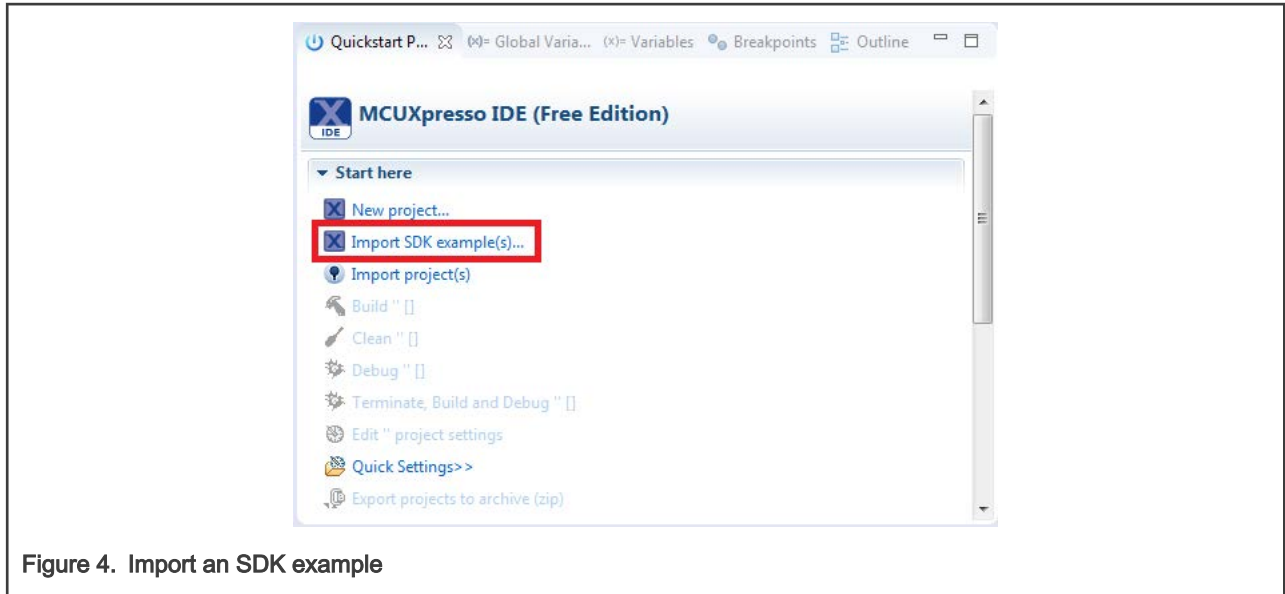 Quickstart P... (x)= Global Varia... (x)= Variables Breakpoints Outline
IDE
MCUXpresso IDE (Free Edition)
Start here
New project...
Import SDK example(s)...
Import project(s)
Build '' []
Clean '' []
Debug '' []
Terminate, Build and Debug '' []
Edit '' project settings
Quick Settings>>
Export projects to archive (zip)
Figure 4. Import an SDK example